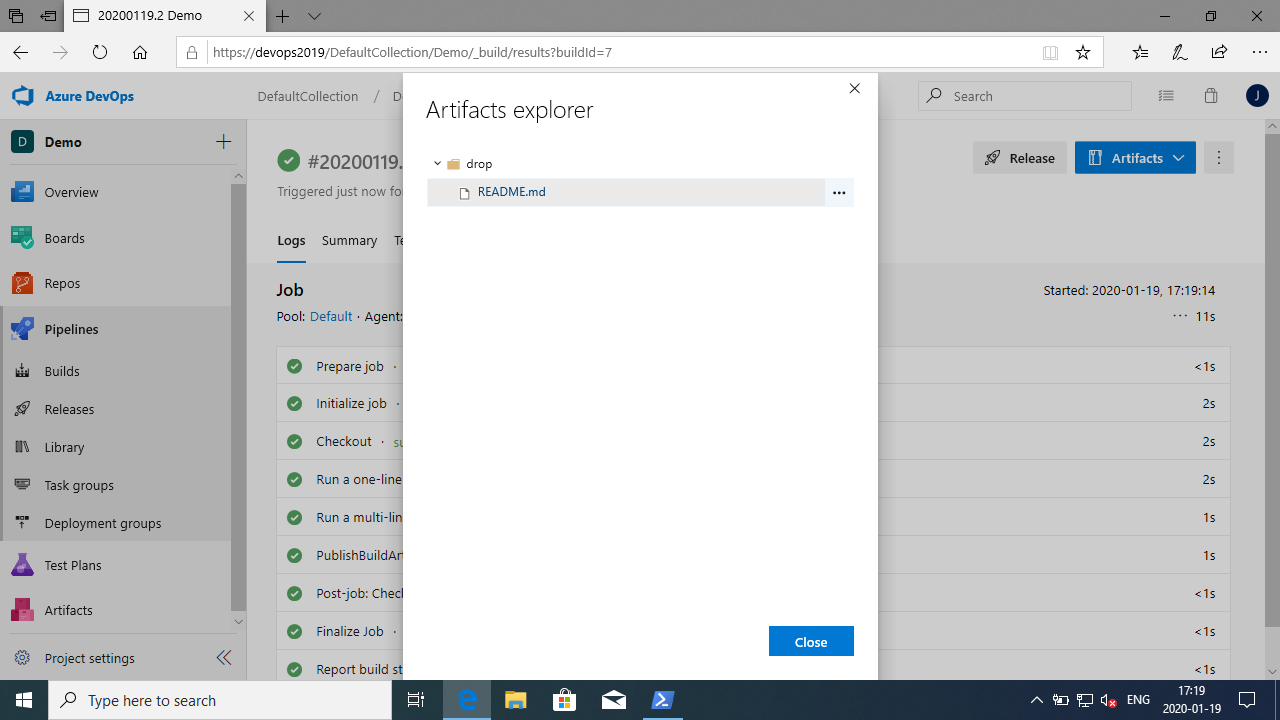 20200119.2 Demo
https://devops2019/DefaultCollection/Demo/_build/results?buildId=7
Azure DevOps
DefaultCollection /
Search
J
D Demo
#20200119.
Triggered just now for
Release
Artifacts
Logs
Summary
Overview
Boards
Repos
Pipelines
Builds
Releases
Library
Task groups
Deployment groups
Test Plans
Artifacts
Project settings
Artifacts explorer
drop
README.md
Close
Job
Started: 2020-01-19, 17:19:14
Pool: Default · Agent:
11s
Prepare job ·
<1s
Initialize job ·
2s
Checkout ·
2s
Run a one-line
2s
Run a multi-lin
1s
PublishBuildArt
1s
Post-job: Check
<1s
Finalize Job ·
<1s
Report build st
<1s
Type here to search
ENG
17:19
2020-01-19